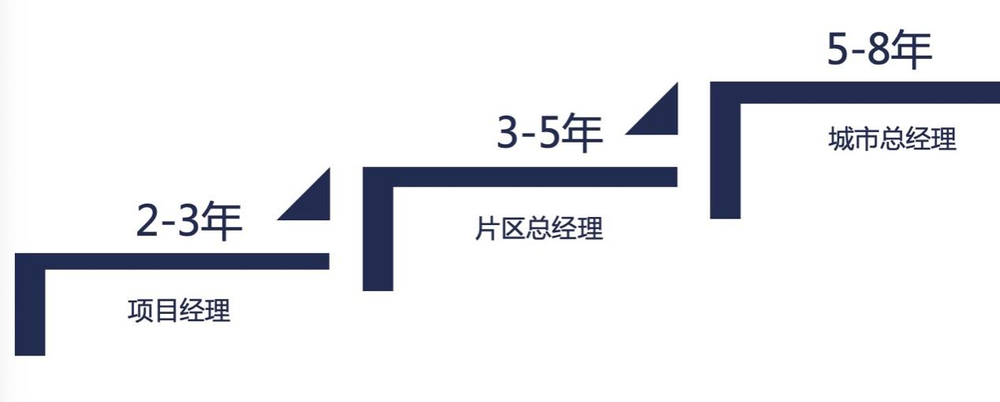 5-8年
城市总经理
3-5年
片区总经理
2-3年
项目经理